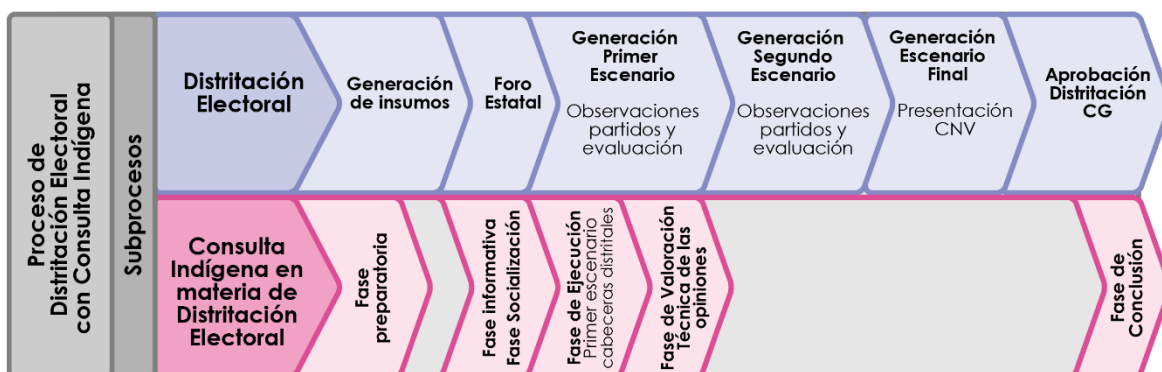 Proceso de
Distritación Electoral
con Consulta Indígena
Subprocesos
Distritación
Electoral
Generación
de insumos
Foro
Estatal
Generación
Primer
Escenario
Observaciones
partidos y
evaluación
Generación
Segundo
Escenario
Observaciones
partidos y
evaluación
Generación
Escenario
Final
Presentación
CNV
Aprobación
Distritación
CG
Consulta
Indígena en
materia de
Distritación
Electoral
Fase
preparatoria
Fase informativa
Fase Socialización
Fase de Ejecución
Primer escenario
cabeceras distritales
Fase de Valoración
Técnica de las
opiniones
Fase de
Conclusión